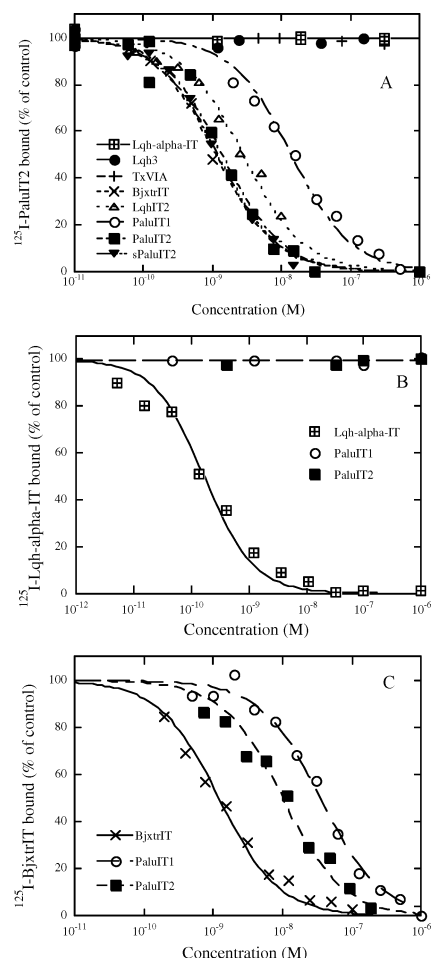 100
80
60
40
20
0
125I-PaluIT2 bound (% of control)
A
Lqh-alpha-IT
Lqh3
TxVIA
BjxtrIT
LqhIT2
PaluIT1
PaluIT2
sPaluIT2
10-11 10-10 10-9 10-8 10-7 10-6
Concentration (M)
100
80
60
40
20
0
125I-Lqh-alpha-IT bound (% of control)
B
Lqh-alpha-IT
PaluIT1
PaluIT2
10-12 10-11 10-10 10-9 10-8 10-7 10-6
Concentration (M)
100
80
60
40
20
0
125I-BjxtrIT bound (% of control)
C
BjxtrIT
PaluIT1
PaluIT2
10-11 10-10 10-9 10-8 10-7 10-6
Concentration (M)